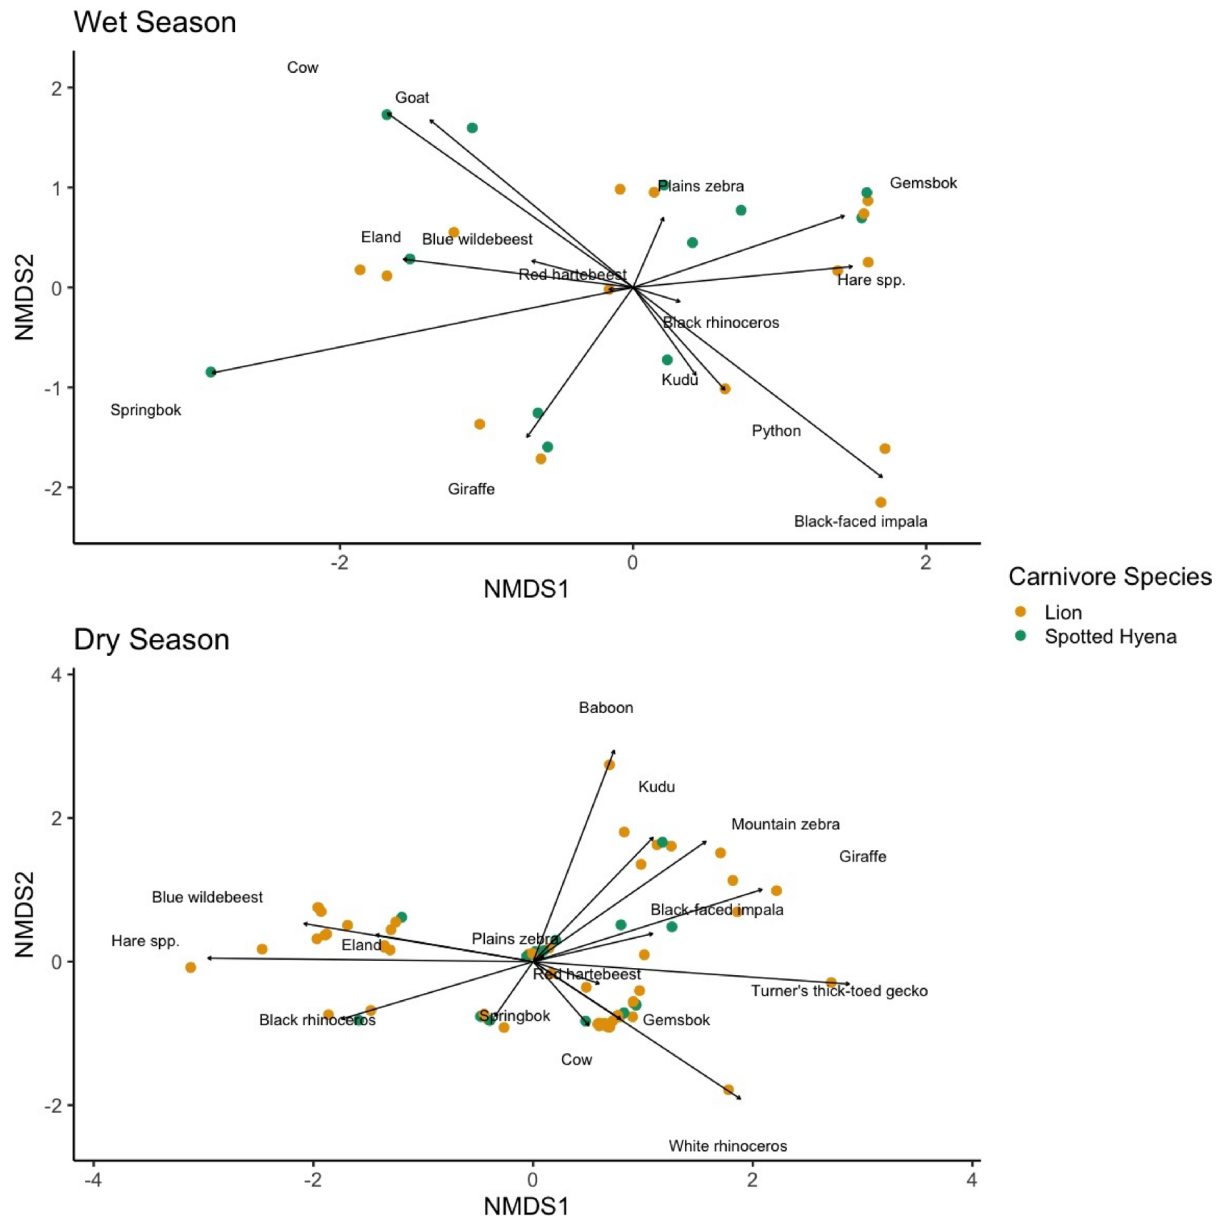 Wet Season
Cow
2
Goat
1
Plains zebra
Gemsbok
Eland
Blue wildebeest
NMDS2
0
Red hartebeest
Hare spp.
Black rhinoceros
-1
Kudu
Springbok
Python
-2
Giraffe
Black-faced impala
-2
0
2
NMDS1
Carnivore Species
Lion
Spotted Hyena
Dry Season
4
Baboon
Kudu
2
Mountain zebra
Giraffe
Blue wildebeest
Black-faced impala
NMDS2
Hare spp.
Eland
Plains zebra
0
Red hartebeest
Turner's thick-toed gecko
Black rhinoceros
Springbok
Gemsbok
Cow
-2
White rhinoceros
-4
-2
0
2
4
NMDS1